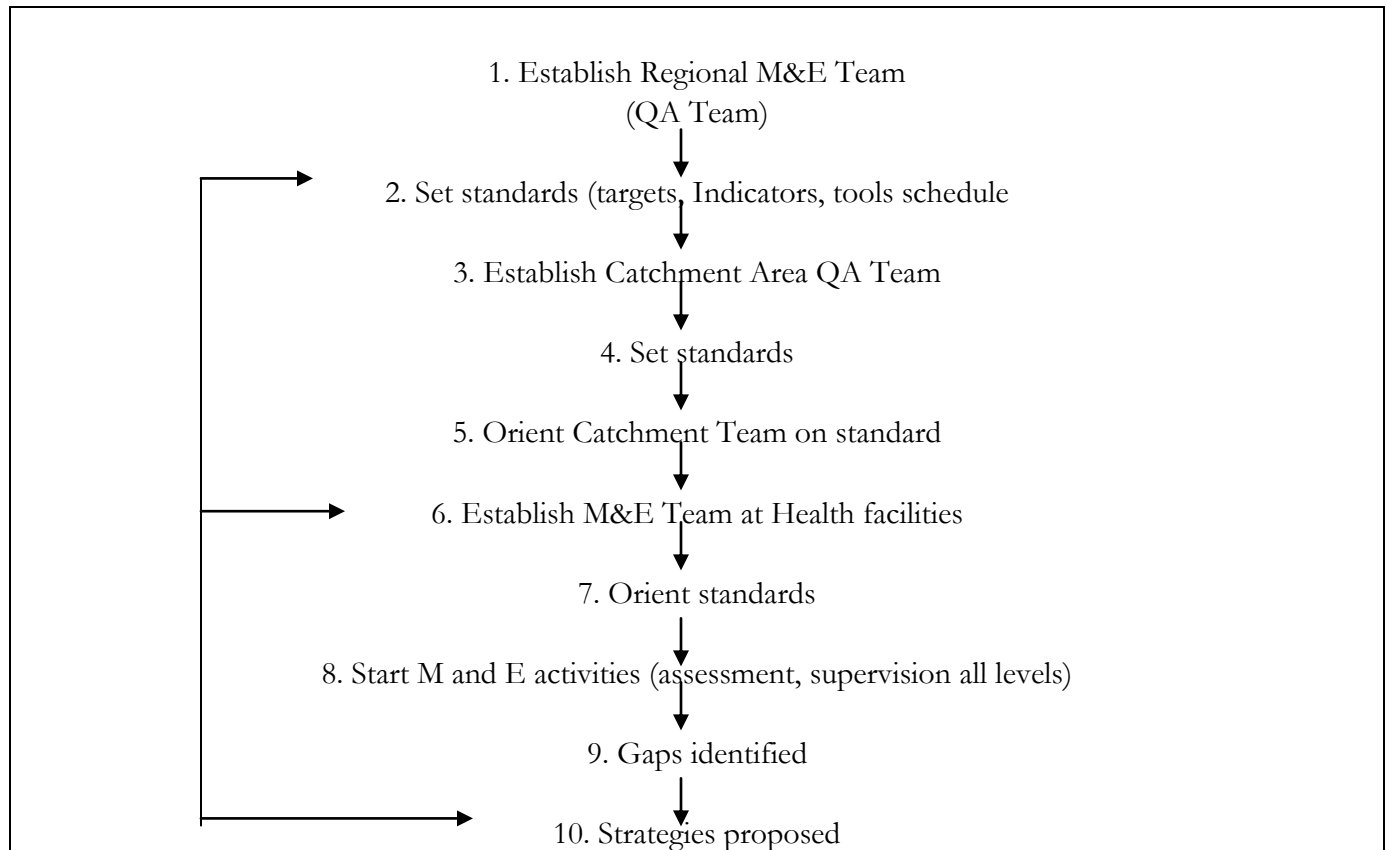 1. Establish Regional M&E Team
(QA Team)
2. Set standards (targets, Indicators, tools schedule
3. Establish Catchment Area QA Team
4. Set standards
5. Orient Catchment Team on standard
6. Establish M&E Team at Health facilities
7. Orient standards
8. Start M and E activities (assessment, supervision all levels)
9. Gaps identified
10. Strategies proposed